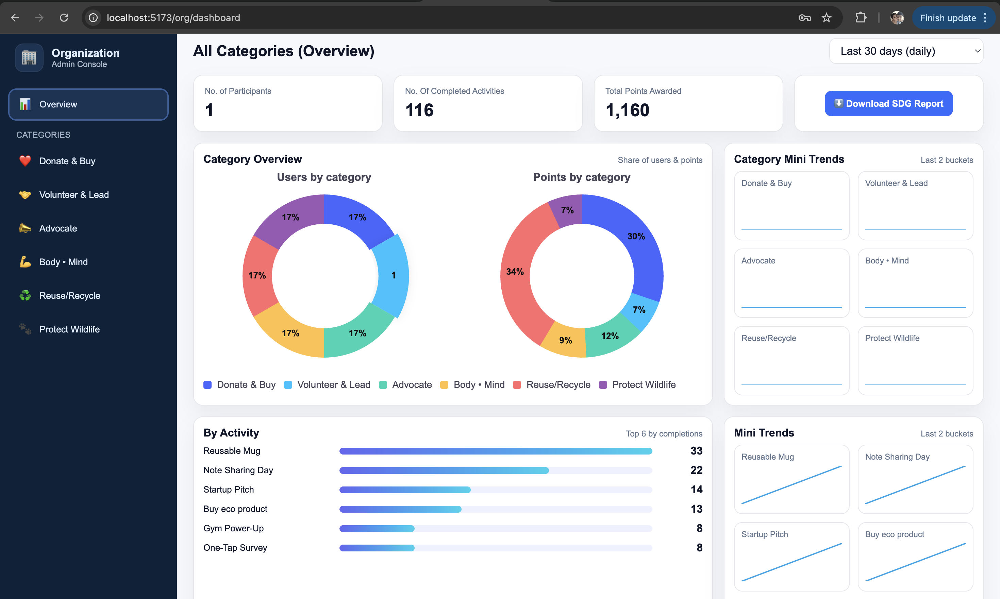 localhost:5173/org/dashboard
Finish update
Organization
Admin Console
Overview
CATEGORIES
Donate & Buy
Volunteer & Lead
Advocate
Body • Mind
Reuse/Recycle
Protect Wildlife
All Categories (Overview)
Last 30 days (daily)
No. of Participants
1
No. Of Completed Activities
116
Total Points Awarded
1,160
Download SDG Report
Category Overview
Share of users & points
Users by category
17%
17%
17%
1
17%
17%
Points by category
7%
30%
34%
7%
12%
9%
Donate & Buy
Volunteer & Lead
Advocate
Body • Mind
Reuse/Recycle
Protect Wildlife
Category Mini Trends
Last 2 buckets
Donate & Buy
Volunteer & Lead
Advocate
Body • Mind
Reuse/Recycle
Protect Wildlife
By Activity
Top 6 by completions
Reusable Mug
33
Note Sharing Day
22
Startup Pitch
14
Buy eco product
13
Gym Power-Up
8
One-Tap Survey
8
Mini Trends
Last 2 buckets
Reusable Mug
Note Sharing Day
Startup Pitch
Buy eco product